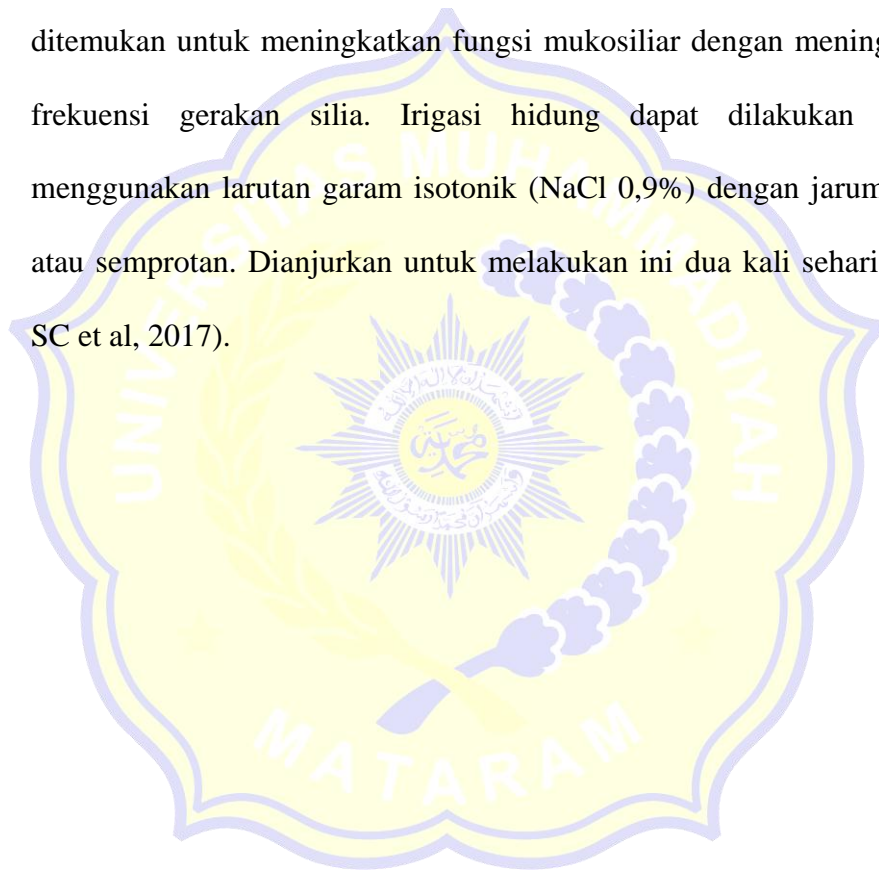 ditemukan untuk meningkatkan fungsi mukosiliar dengan mening
frekuensi gerakan silia. Irigasi hidung dapat dilakukan
menggunakan larutan garam isotonik (NaCl 0,9%) dengan jarum
atau semprotan. Dianjurkan untuk melakukan ini dua kali sehari
SC et al, 2017).
UNIVERSITAS MUHAMMADIYAH
MATARAM